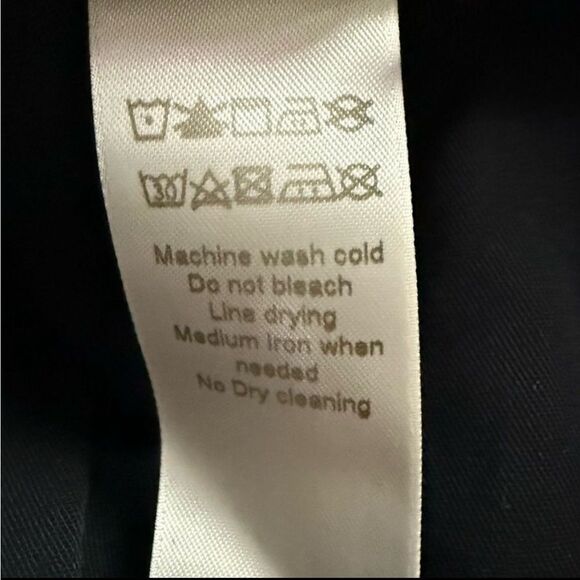 30
Machine wash cold
Do not bleach
Line drying
Medium iron when
needed
No Dry cleaning